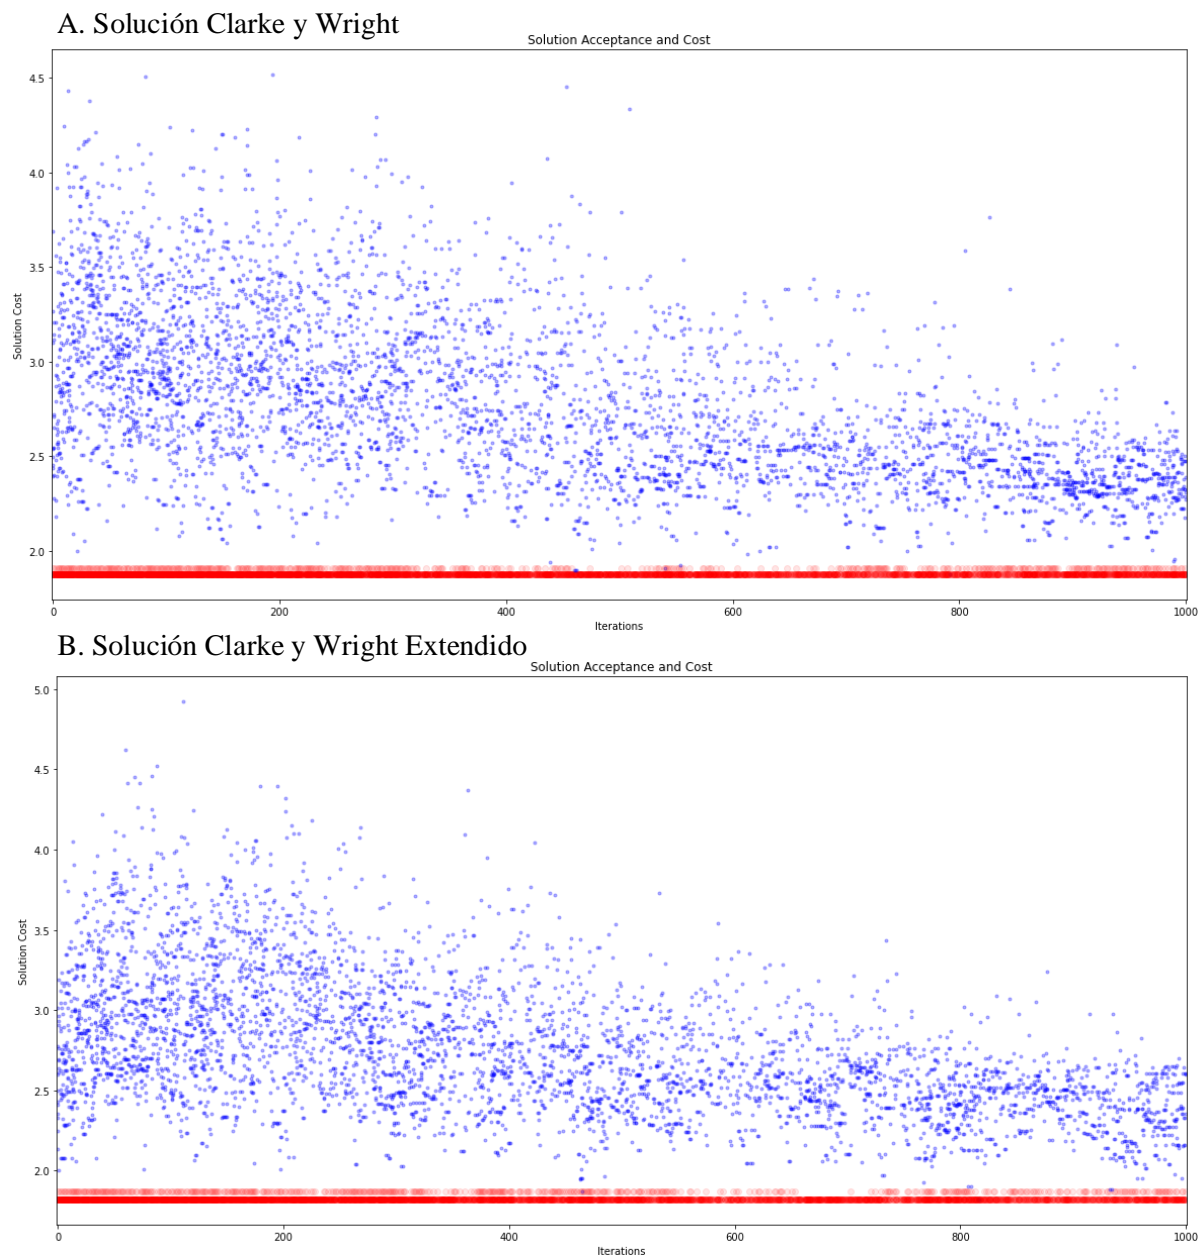 A. Solución Clarke y Wright
Solution Acceptance and Cost
4.5
4.0
3.5
3.0
2.5
2.0
Solution Cost
0 200 400 600 800 1000
Iterations
B. Solución Clarke y Wright Extendido
Solution Acceptance and Cost
5.0
4.5
4.0
3.5
3.0
2.5
2.0
Solution Cost
0 200 400 600 800 1000
Iterations